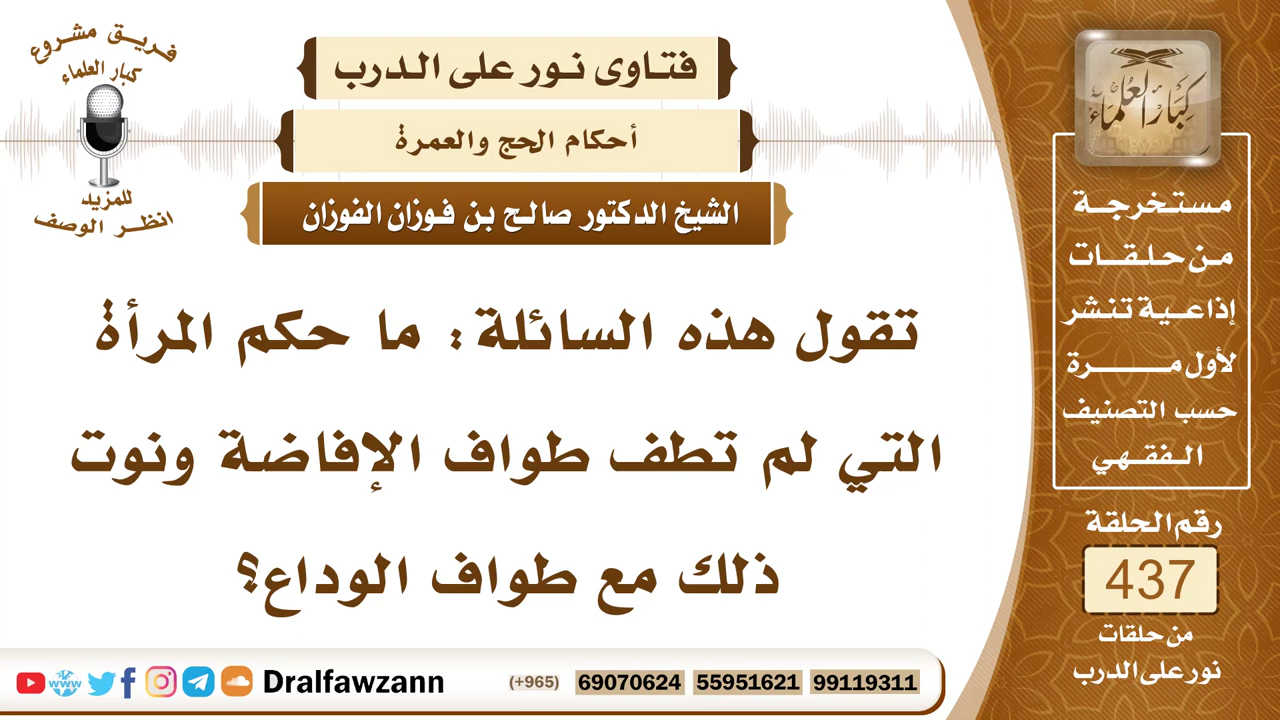 فريق مشروع
كبار العلماء
للمزيد
انظر الوصف
فتاوى نور على الدرب
أحكام الحج والعمرة
الشيخ الدكتور صالح بن فوزان الفوزان
تقول هذه السائلة: ما حكم المرأة
التي لم تطف طواف الإفاضة ونوت
ذلك مع طواف الوداع؟
كبار العلماء
مستخرجة
من حلقات
إذاعية تنشر
لأول مرة
حسب التصنيف
الفقهي
رقم الحلقة
437
من حلقات
نور على الدرب
www Dralfawzann (+965) 69070624 55951621 99119311